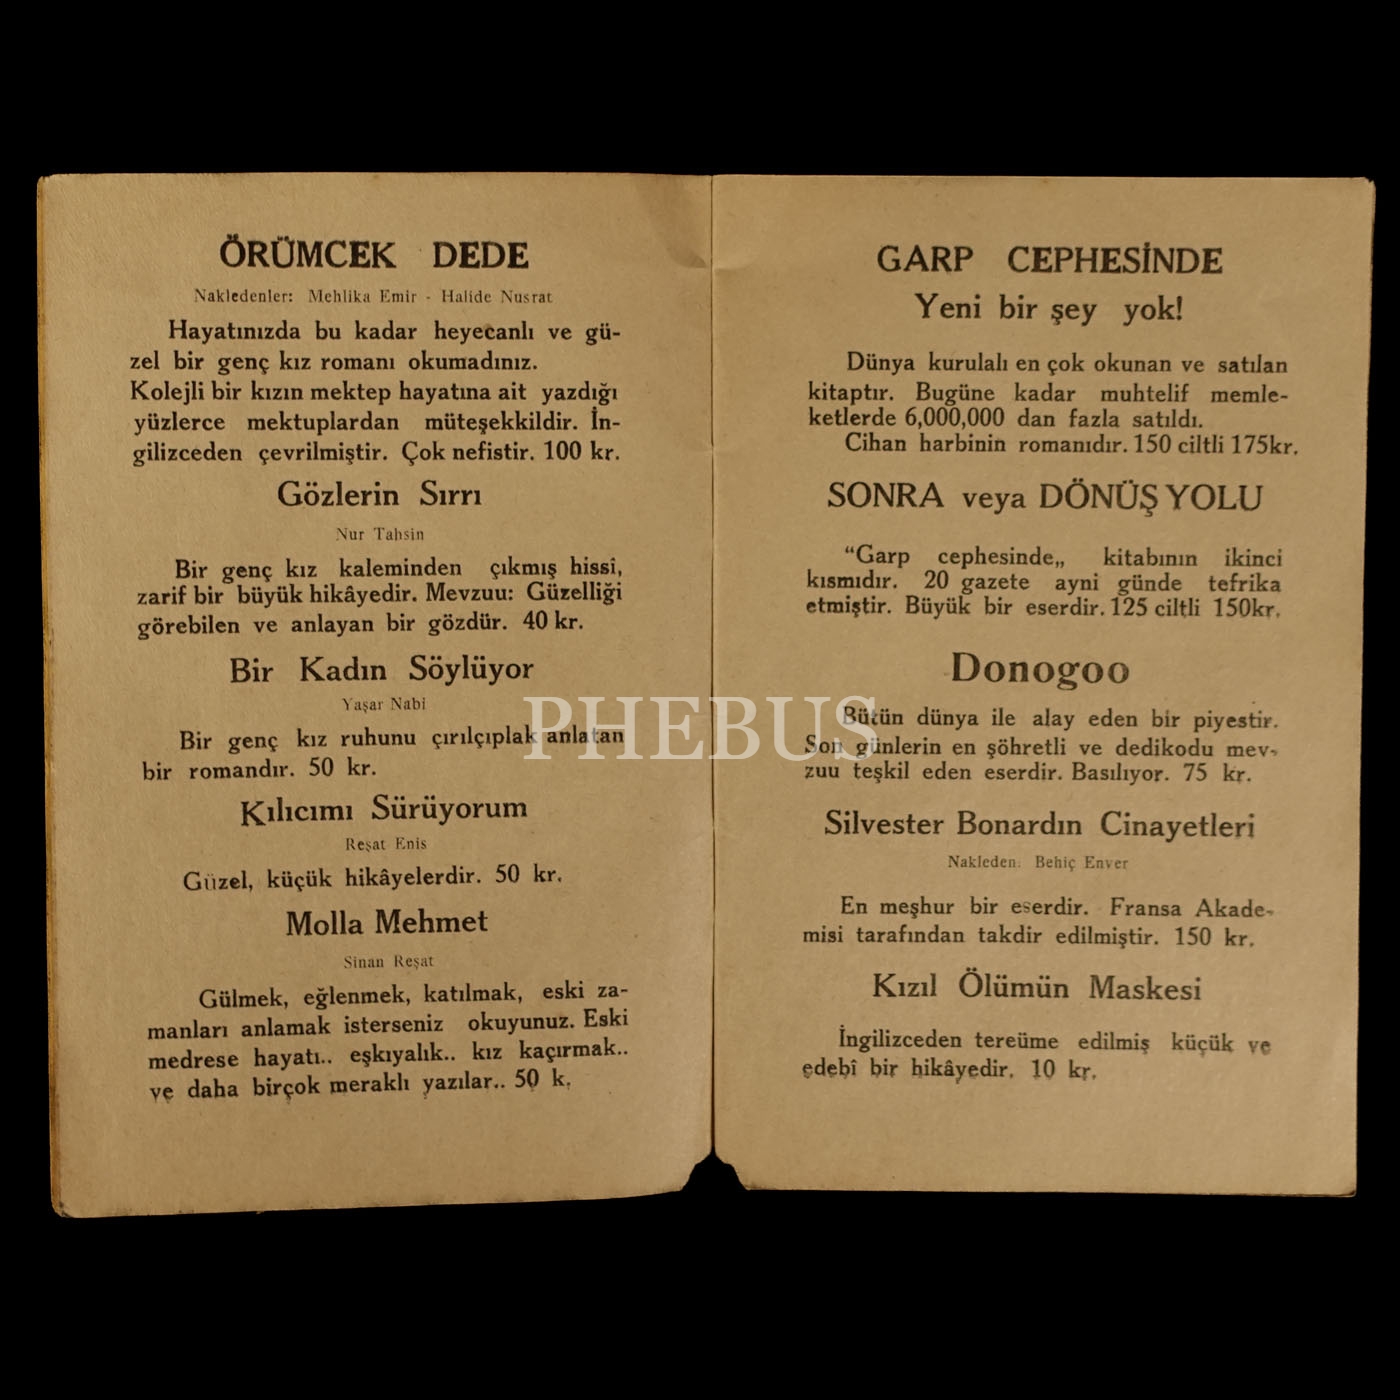 ÖRÜMCEK DEDE
Nakledenler: Mehlika Emir - Halide Nusrat
Hayatınızda bu kadar heyecanlı ve gü-
zel bir genç kız romanı okumadınız.
Kolejli bir kızın mektep hayatına ait yazdığı
yüzlerce mektuplardan müteşekkildir. İn-
gilizceden çevrilmiştir. Çok nefistir. 100 kr.
Gözlerin Sırrı
Nur Tahsin
Bir genç kız kaleminden çıkmış hissî,
zarif bir büyük hikâyedir. Mevzuu: Güzelliği
görebilen ve anlayan bir gözdür. 40 kr.
Bir Kadın Söylüyor
Yaşar Nabi
Bir genç kız ruhunu çırılçıplak anlatan
bir romandır. 50 kr.
Kılıcımı Sürüyorum
Reşat Enis
Güzel, küçük hikâyelerdir. 50 kr.
Molla Mehmet
Sinan Reşat
Gülmek, eğlenmek, katılmak, eski za-
manları anlamak isterseniz okuyunuz. Eski
medrese hayatı.. eşkıyalık.. kız kaçırmak..
ve daha birçok meraklı yazılar.. 50 k.
GARP CEPHESİNDE
Yeni bir şey yok!
Dünya kurulalı en çok okunan ve satılan
kitaptır. Bugüne kadar muhtelif memle-
ketlerde 6,000,000 dan fazla satıldı.
Cihan harbinin romanıdır. 150 ciltli 175kr.
SONRA veya DÖNÜŞ YOLU
“Garp cephesinde„ kitabının ikinci
kısmıdır. 20 gazete ayni günde tefrika
etmiştir. Büyük bir eserdir. 125 ciltli 150kr.
Donogoo
Bütün dünya ile alay eden bir piyestir.
Son günlerin en şöhretli ve dedikodu mev-
zuu teşkil eden eserdir. Basılıyor. 75 kr.
Silvester Bonardın Cinayetleri
Nakleden: Behiç Enver
En meşhur bir eserdir. Fransa Akade-
misi tarafından takdir edilmiştir. 150 kr.
Kızıl Ölümün Maskesi
İngilizceden tereüme edilmiş küçük ve
edebî bir hikâyedir. 10 kr.
PHEBUS